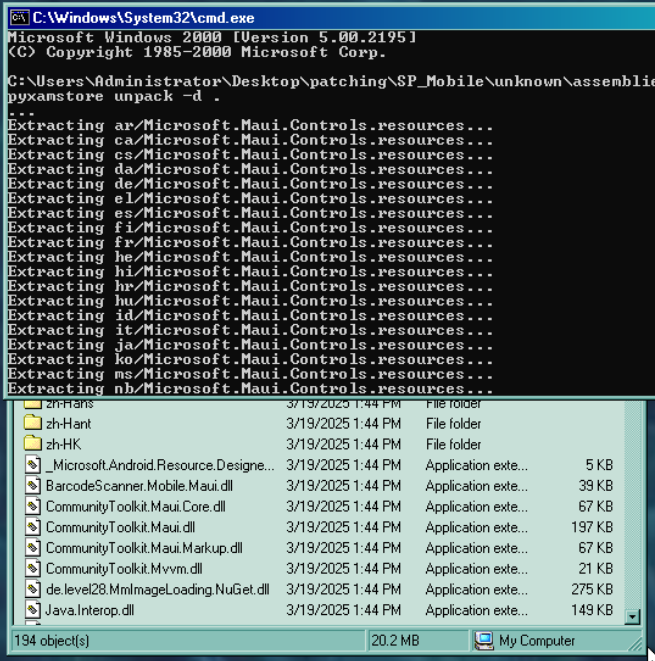 C:\Windows\System32\cmd.exe
Microsoft Windows 2000 [Version 5.00.2195]
(C) Copyright 1985-2000 Microsoft Corp.
C:\Users\Administrator\Desktop\patching\SP_Mobile\unknown\assemblie
pyxamstore unpack -d .
...
Extracting ar/Microsoft.Maui.Controls.resources...
Extracting ca/Microsoft.Maui.Controls.resources...
Extracting cs/Microsoft.Maui.Controls.resources...
Extracting da/Microsoft.Maui.Controls.resources...
Extracting de/Microsoft.Maui.Controls.resources...
Extracting el/Microsoft.Maui.Controls.resources...
Extracting es/Microsoft.Maui.Controls.resources...
Extracting fi/Microsoft.Maui.Controls.resources...
Extracting fr/Microsoft.Maui.Controls.resources...
Extracting he/Microsoft.Maui.Controls.resources...
Extracting hi/Microsoft.Maui.Controls.resources...
Extracting hr/Microsoft.Maui.Controls.resources...
Extracting hu/Microsoft.Maui.Controls.resources...
Extracting id/Microsoft.Maui.Controls.resources...
Extracting it/Microsoft.Maui.Controls.resources...
Extracting ja/Microsoft.Maui.Controls.resources...
Extracting ko/Microsoft.Maui.Controls.resources...
Extracting ms/Microsoft.Maui.Controls.resources...
Extracting nb/Microsoft.Maui.Controls.resources...
zh-Hans 3/19/2025 1:44 PM File folder
zh-Hant 3/19/2025 1:44 PM File folder
zh-HK 3/19/2025 1:44 PM File folder
_Microsoft.Android.Resource.Designe... 3/19/2025 1:44 PM Application exte... 5 KB
BarcodeScanner.Mobile.Maui.dll 3/19/2025 1:44 PM Application exte... 39 KB
CommunityToolkit.Maui.Core.dll 3/19/2025 1:44 PM Application exte... 67 KB
CommunityToolkit.Maui.dll 3/19/2025 1:44 PM Application exte... 197 KB
CommunityToolkit.Maui.Markup.dll 3/19/2025 1:44 PM Application exte... 67 KB
CommunityToolkit.Mvvm.dll 3/19/2025 1:44 PM Application exte... 21 KB
de.level28.MmImageLoading.NuGet.dll 3/19/2025 1:44 PM Application exte... 275 KB
Java.Interop.dll 3/19/2025 1:44 PM Application exte... 149 KB
194 object(s) 20.2 MB My Computer